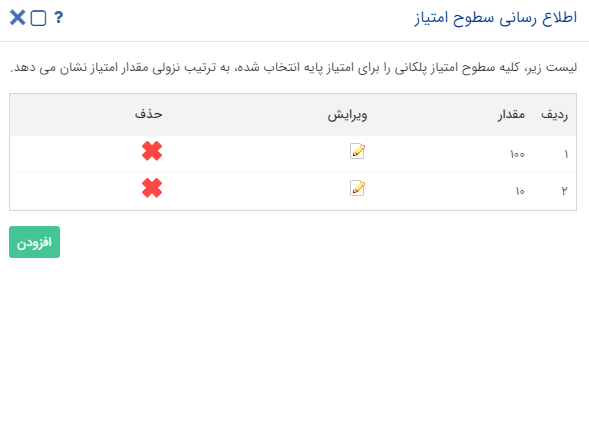 اطلاع رسانی سطوح امتیاز ?
لیست زیر، کلیه سطوح امتیاز پلکانی را برای امتیاز پایه انتخاب شده، به ترتیب نزولی مقدار امتیاز نشان می دهد.
ردیف مقدار ویرایش حذف
۱ ۱۰۰
۲ ۱۰
افزودن